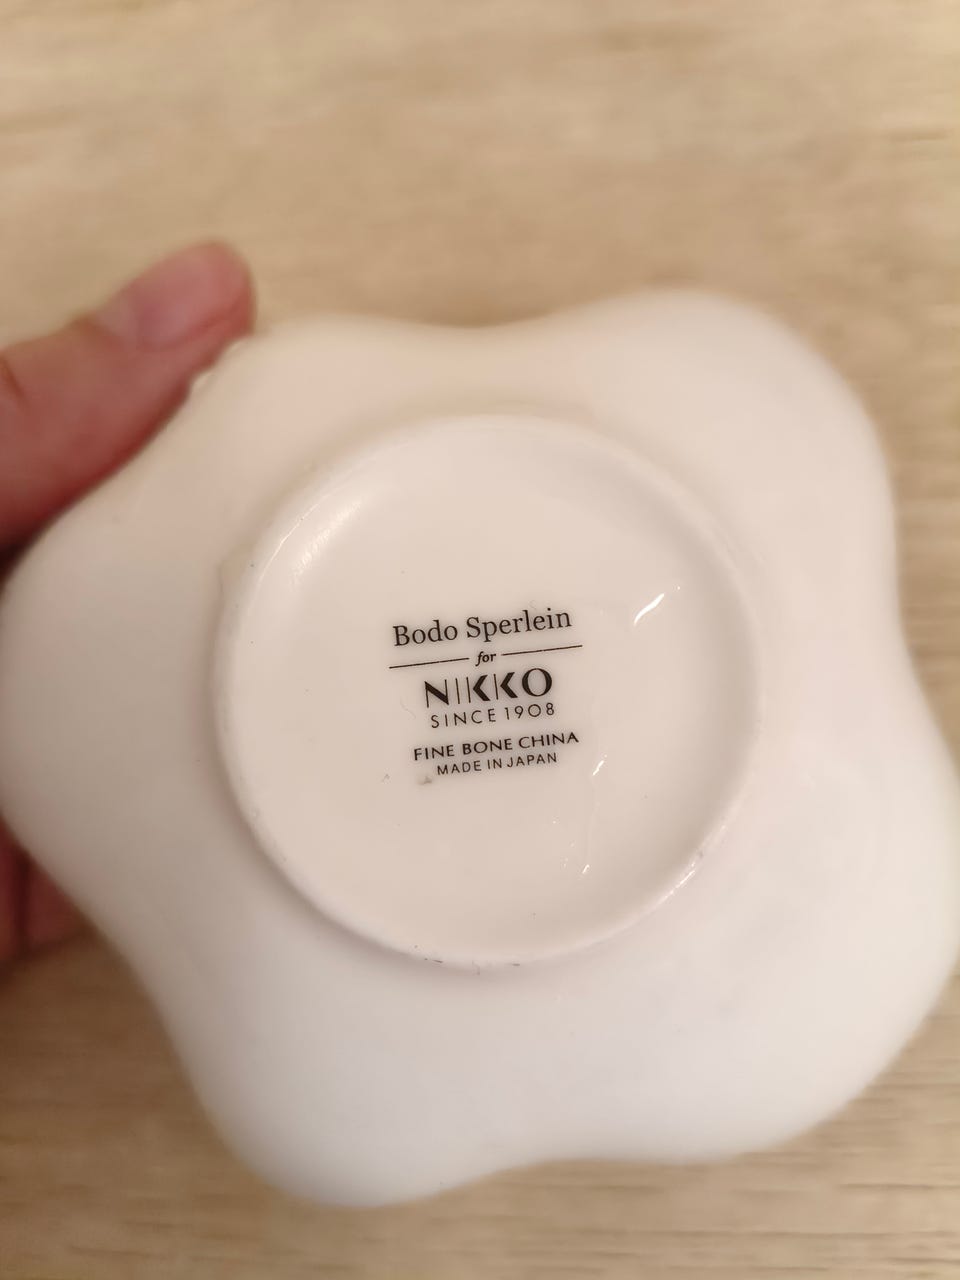 Bodo Sperlein
for
NIKKO
SINCE 1908
FINE BONE CHINA
MADE IN JAPAN